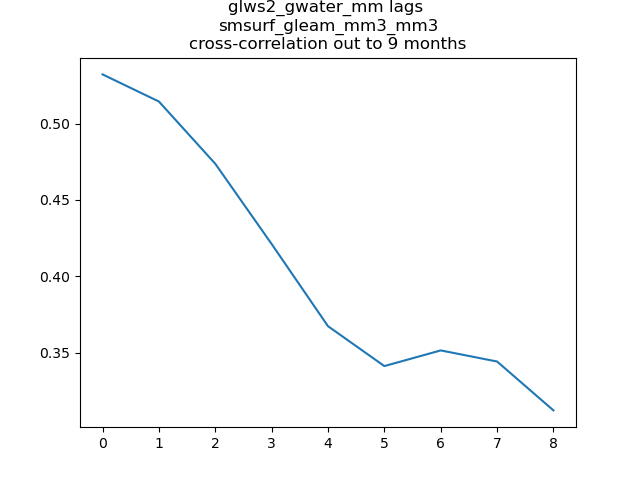 glws2_gwater_mm lags
smsurf_gleam_mm3_mm3
cross-correlation out to 9 months
0.50
0.45
0.40
0.35
0 1 2 3 4 5 6 7 8